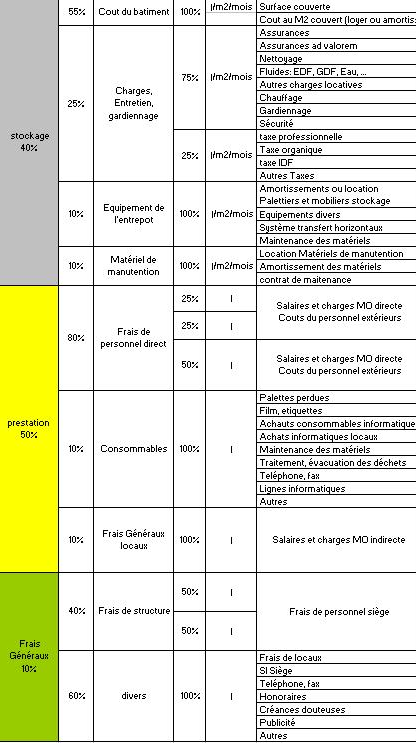 stockage
40%
55%
Cout du batiment
100%
|/m2/mois
Surface couverte
Cout au M2 couvert (loyer ou amortis
25%
Charges,
Entretien,
gardiennage
75%
|/m2/mois
Assurances
Assurances ad valorem
Nettoyage
Fluides: EDF, GDF, Eau, ...
Autres charges locatives
Chauffage
Gardiennage
Sécurité
25%
|/m2/mois
taxe professionnelle
Taxe organique
taxe IDF
Autres Taxes
10%
Equipement de
l'entrepot
100%
|/m2/mois
Amortissements ou location
Palettiers et mobiliers stockage
Equipements divers
Système transfert horizontaux
Maintenance des matériels
10%
Matériel de
manutention
100%
|/m2/mois
Location Matériels de manutention
Amortissement des matériels
contrat de maitenance
prestation
50%
80%
Frais de
personnel direct
25%
|
Salaires et charges MO directe
Couts du personnel extérieurs
25%
|
50%
|
Salaires et charges MO directe
Couts du personnel extérieurs
10%
Consommables
100%
|
Palettes perdues
Film, etiquettes
Achauts consommables informatique
Achats informatiques locaux
Maintenance des matériels
Traitement, évacuation des déchets
Teléphone, fax
Lignes informatiques
Autres
10%
Frais Généraux
locaux
100%
|
Salaires et charges MO indirecte
Frais
Généraux
10%
40%
Frais de structure
50%
|
Frais de personnel siège
50%
|
60%
divers
100%
|
Frais de locaux
SI Siège
Teléphone, fax
Honoraires
Créances douteuses
Publicité
Autres